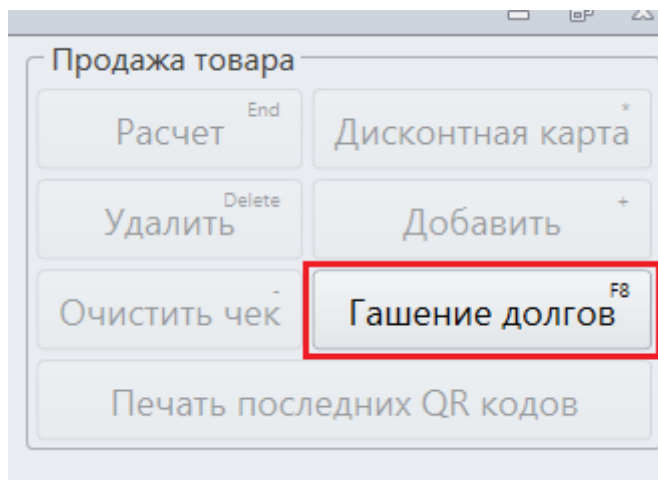 Продажа товара
Расчет End
Дисконтная карта *
Удалить Delete
Добавить +
Очистить чек -
Гашение долгов F8
Печать последних QR кодов